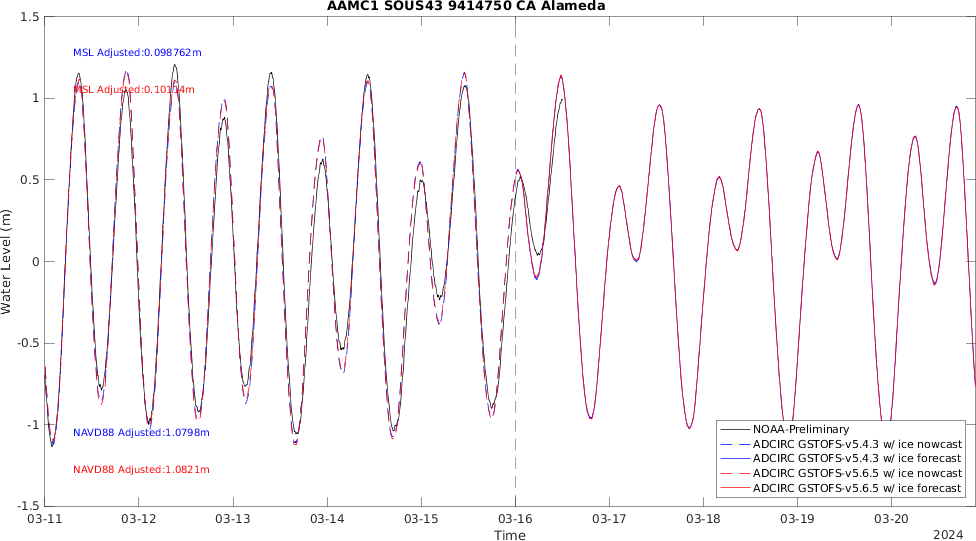 AAMC1 SOUS43 9414750 CA Alameda
1.5
MSL Adjusted:0.098762m
MSL Adjusted:0.10114m
1
0.5
Water Level (m)
0
-0.5
-1
NAVD88 Adjusted:1.0798m
NAVD88 Adjusted:1.0821m
-1.5
NOAA-Preliminary
ADCIRC GSTOFS-v5.4.3 w/ ice nowcast
ADCIRC GSTOFS-v5.4.3 w/ ice forecast
ADCIRC GSTOFS-v5.6.5 w/ ice nowcast
ADCIRC GSTOFS-v5.6.5 w/ ice forecast
03-11 03-12 03-13 03-14 03-15 03-16 03-17 03-18 03-19 03-20
Time
2024